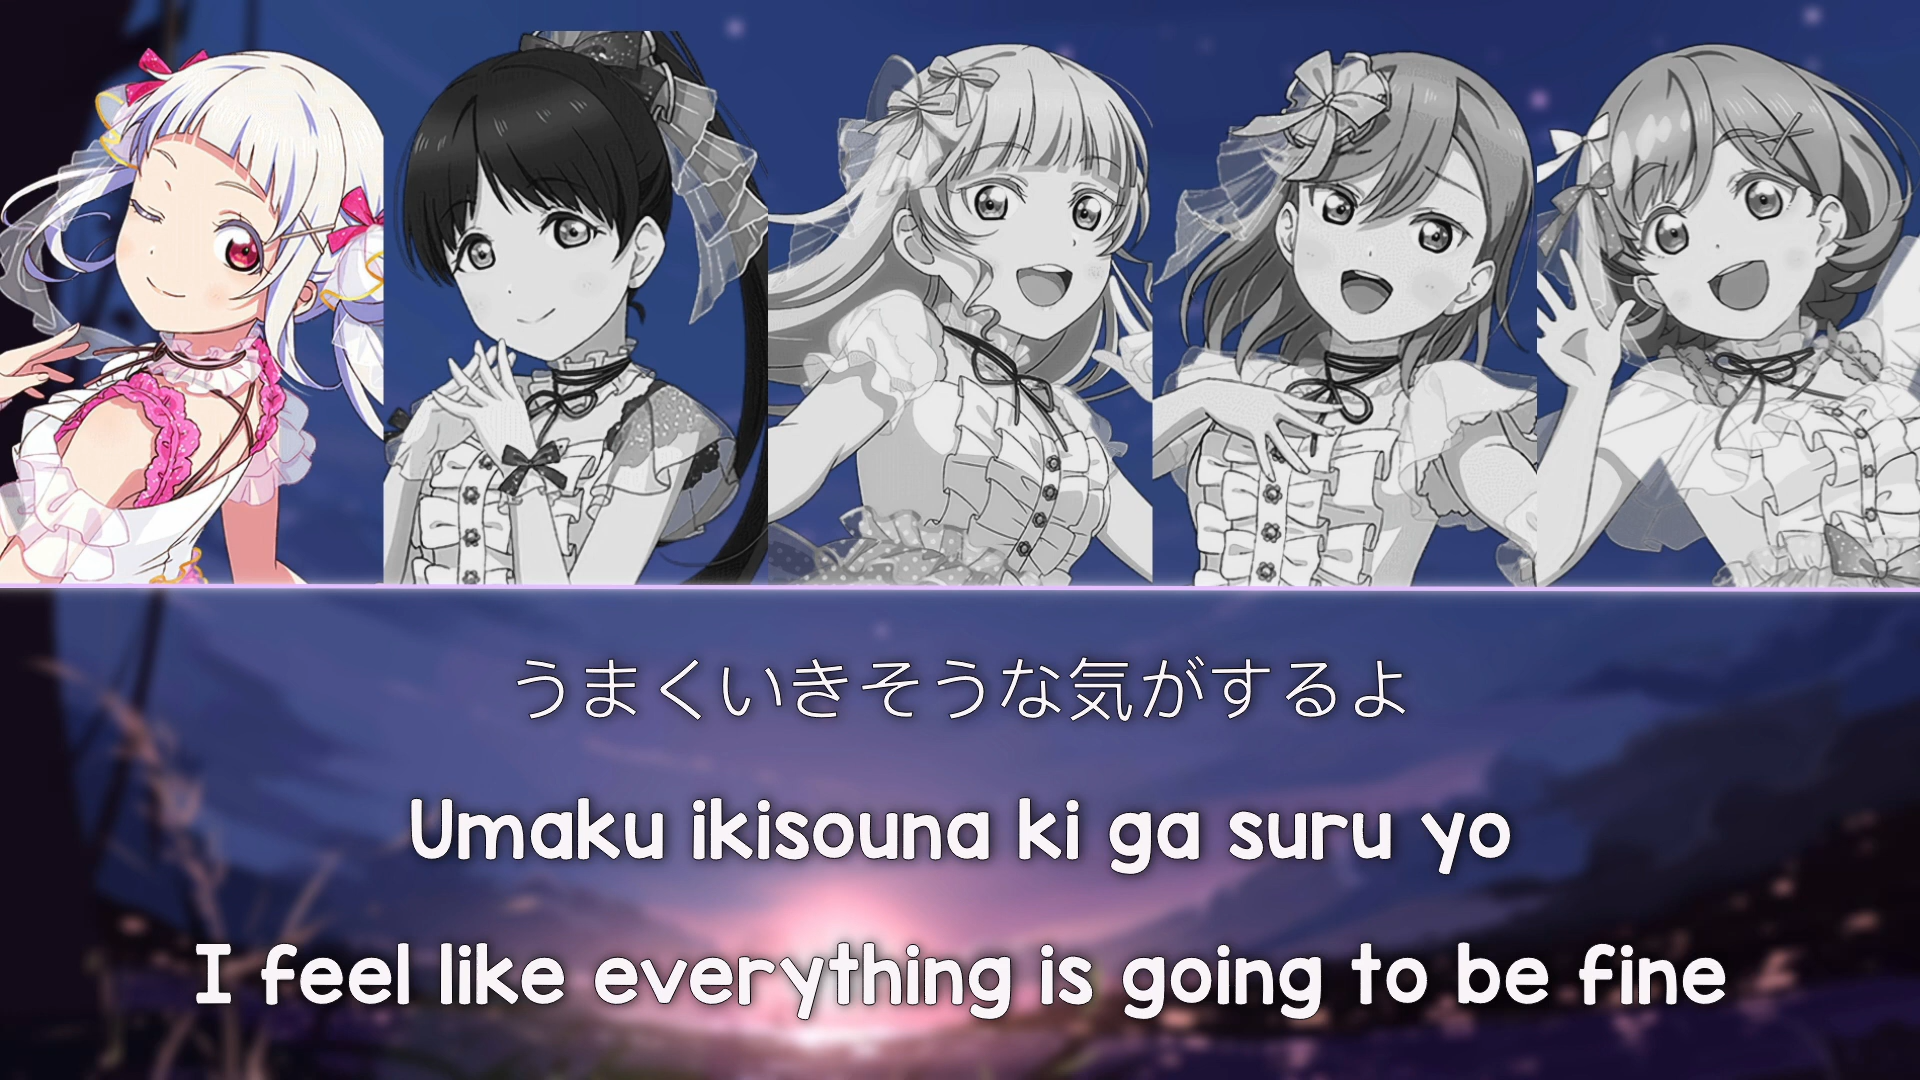 うまくいきそうな気がするよ
Umaku ikisouna ki ga suru yo
I feel like everything is going to be fine